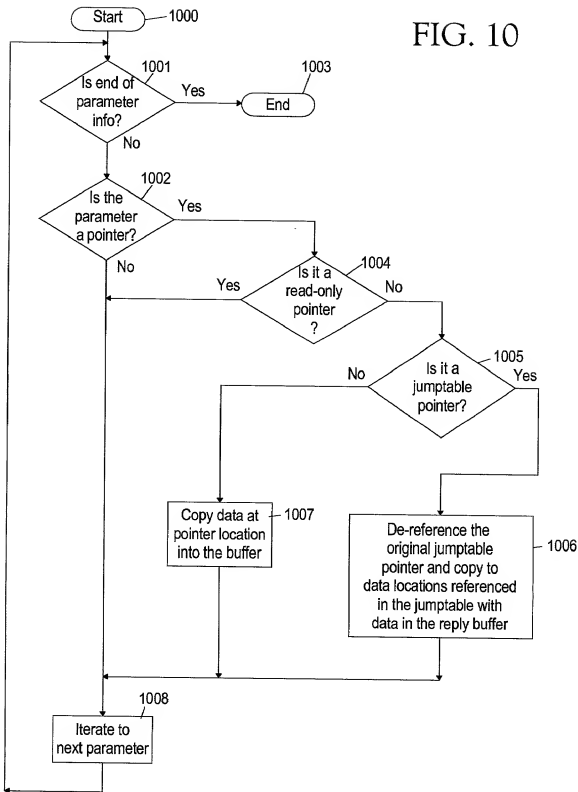 Start
1000
FIG. 10
1001
Is end of
parameter
info?
Yes
1003
End
No
1002
Is the
parameter
a pointer?
Yes
No
1004
Is it a
read-only
pointer
?
Yes
No
1005
Is it a
jumptable
pointer?
No
Yes
Copy data at
pointer location
into the buffer
1007
De-reference the
original jumptable
pointer and copy to
data locations referenced
in the jumptable with
data in the reply buffer
1006
1008
Iterate to
next parameter